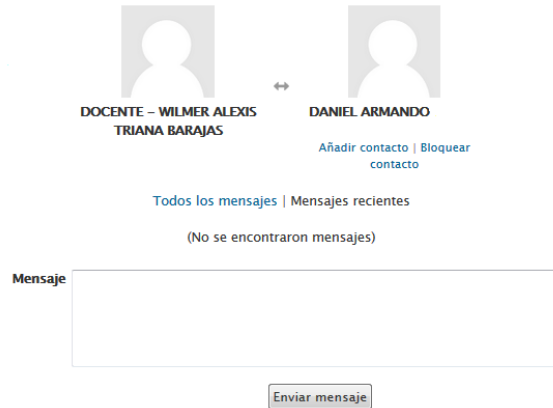 DOCENTE – WILMER ALEXIS
TRIANA BARAJAS
DANIEL ARMANDO
Añadir contacto | Bloquear
contacto
Todos los mensajes | Mensajes recientes
(No se encontraron mensajes)
Mensaje
Enviar mensaje